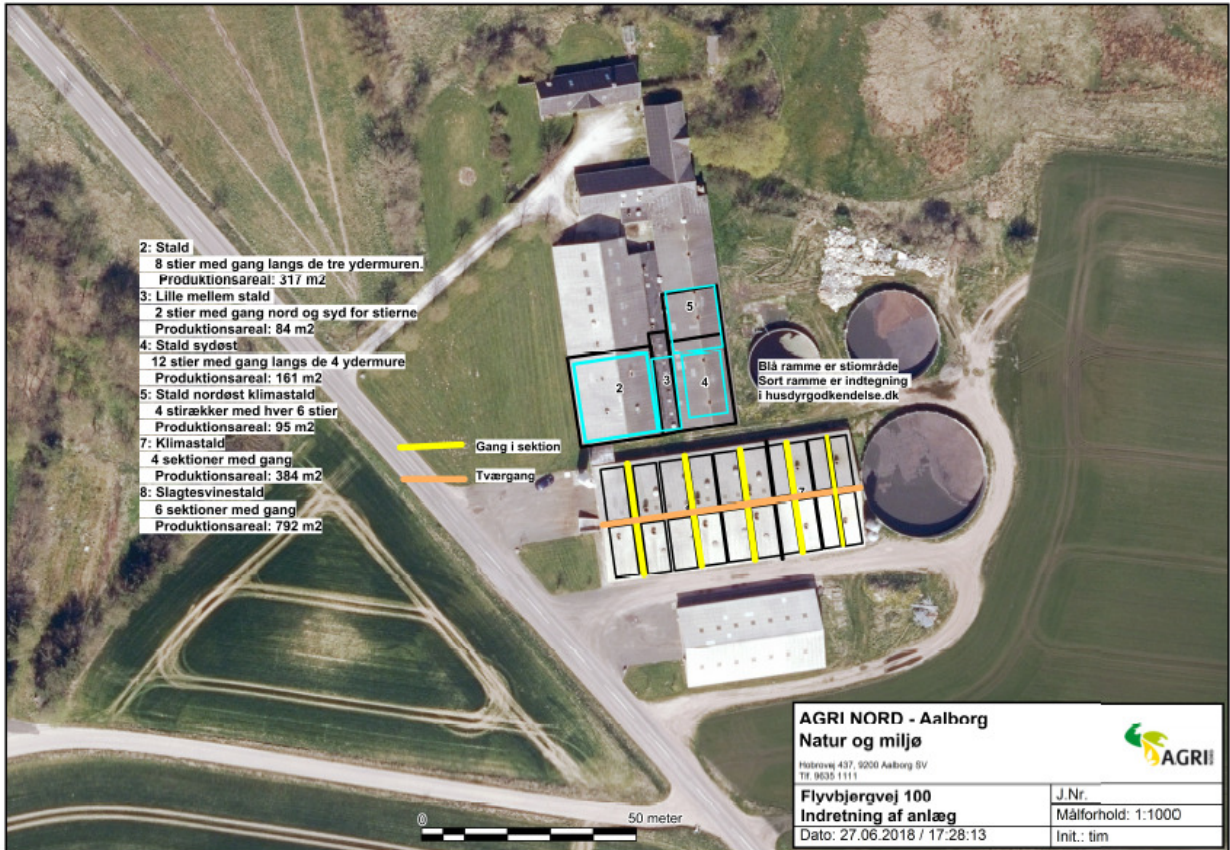 2: Stald
8 stier med gang langs de tre ydermuren.
Produktionsareal: 317 m2
3: Lille mellem stald
2 stier med gang nord og syd for stierne
Produktionsareal: 84 m2
4: Stald sydøst
12 stier med gang langs de 4 ydermure
Produktionsareal: 161 m2
5: Stald nordøst klimastald
4 stirækker med hver 6 stier
Produktionsareal: 95 m2
7: Klimastald
4 sektioner med gang
Produktionsareal: 384 m2
8: Slagtesvinestald
6 sektioner med gang
Produktionsareal: 792 m2
5
2
3
4
Blå ramme er stiområde
Sort ramme er indtegning
i husdyrgodkendelse.dk
Gang i sektion
Tværgang
7
0
50 meter
AGRI NORD - Aalborg
Natur og miljø
Hobrovej 437, 9200 Aalborg SV
Tlf. 9635 1111
AGRI NORD
Flyvbjergvej 100
Indretning af anlæg
Dato: 27.06.2018 / 17:28:13
J.Nr.
Målforhold: 1:1000
Init.: tim